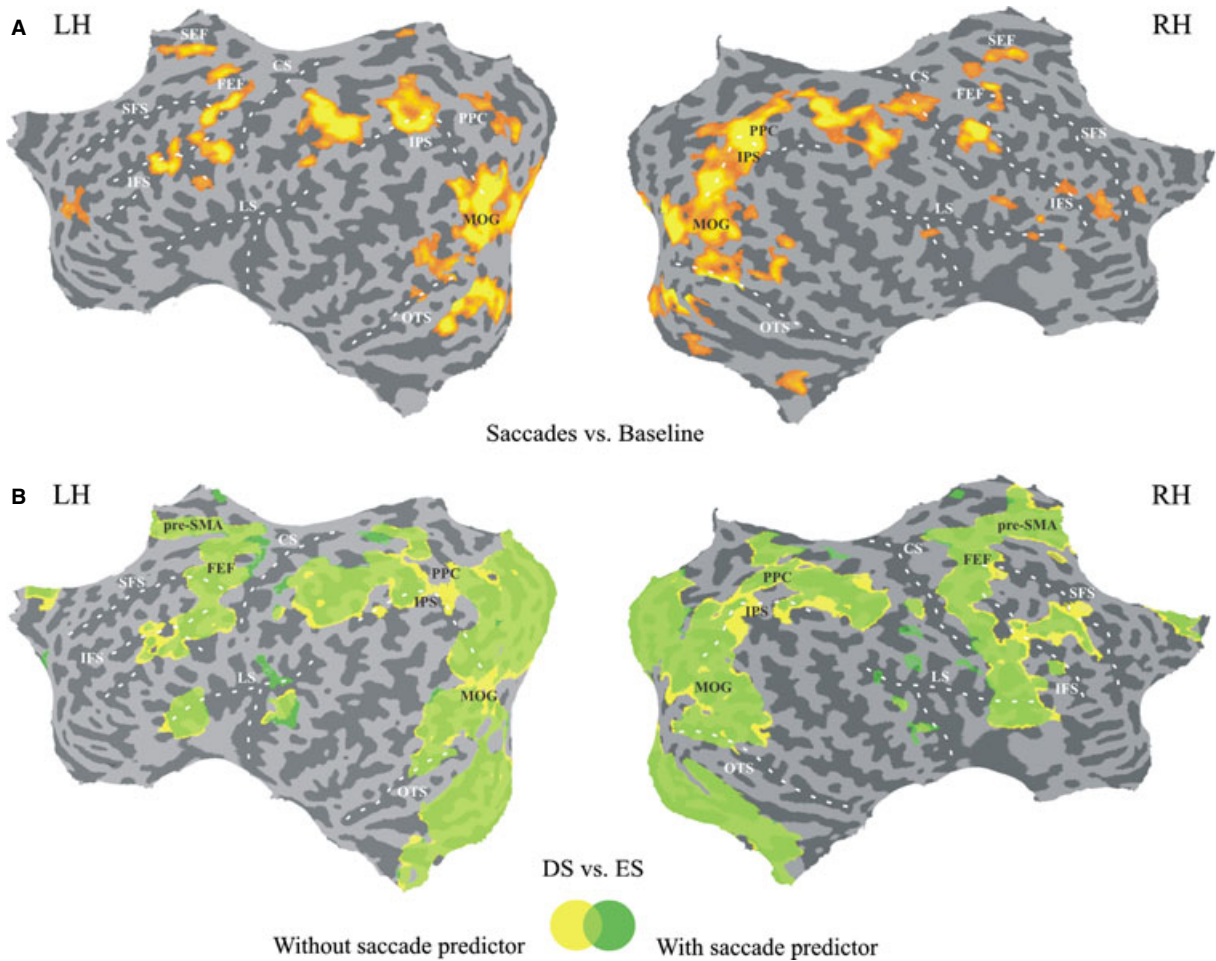 A LH RH
SEF
FEF
CS
SFS
PPC
IPS
IFS
LS
MOG
OTS
SEF
CS
FEF
PPC
SFS
IPS
LS
IFS
MOG
OTS
Saccades vs. Baseline
B LH RH
pre-SMA
CS
FEF
SFS
PPC
IPS
IFS
LS
MOG
OTS
pre-SMA
CS
FEF
PPC
SFS
IPS
LS
MOG
IFS
OTS
DS vs. ES
Without saccade predictor With saccade predictor